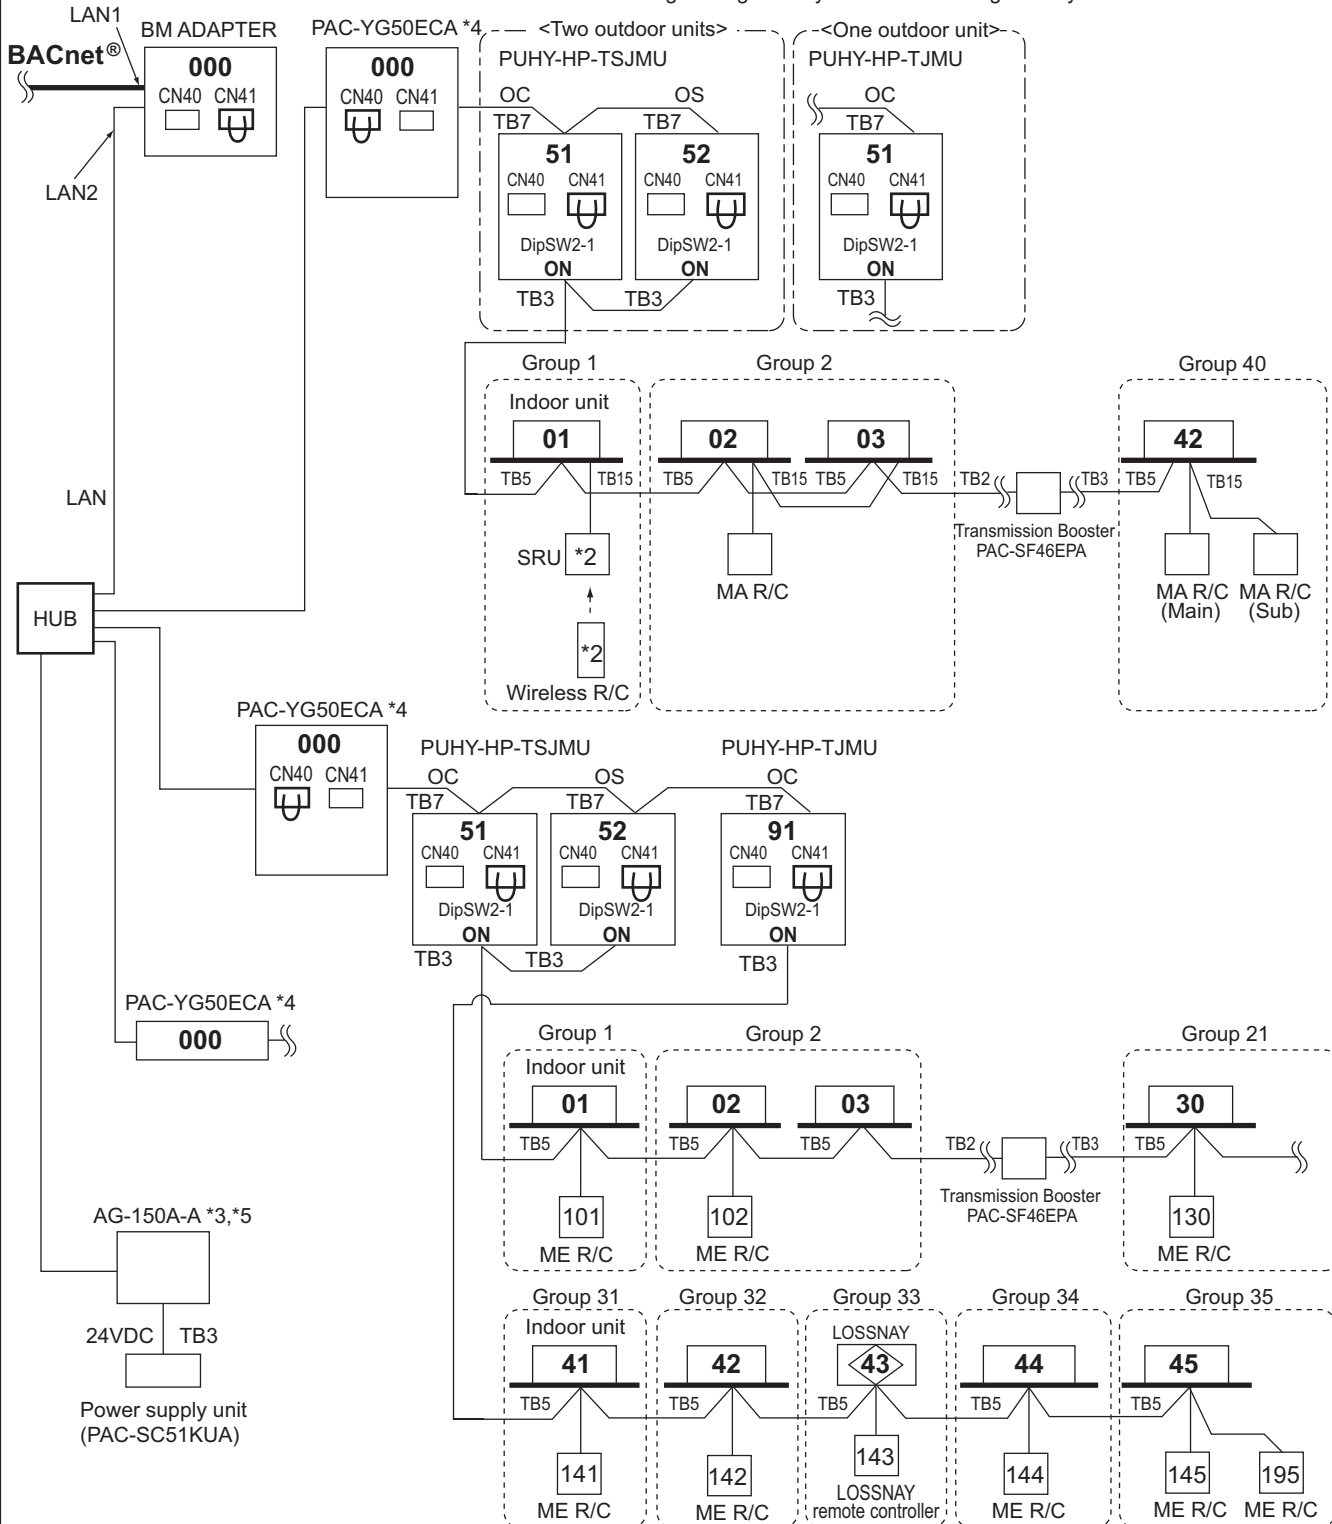 LAN1
BACnet®
BM ADAPTER
000
CN40 CN41
LAN2
PAC-YG50ECA *4
000
CN40 CN41
<Two outdoor units>
PUHY-HP-TSJMU
OC
OS
TB7
TB7
51
CN40 CN41
DipSW2-1
ON
52
CN40 CN41
DipSW2-1
ON
TB3
TB3
<One outdoor unit>
PUHY-HP-TJMU
OC
TB7
51
CN40 CN41
DipSW2-1
ON
TB3
Group 1
Indoor unit
01
TB5
TB15
SRU
*2
*2
Wireless R/C
Group 2
02
03
TB5
TB15
TB5
TB15
MA R/C
TB2
TB3
Transmission Booster
PAC-SF46EPA
Group 40
42
TB5
TB15
MA R/C
(Main)
MA R/C
(Sub)
LAN
HUB
PAC-YG50ECA *4
000
CN40 CN41
PUHY-HP-TSJMU
PUHY-HP-TJMU
OC
OS
OC
TB7
TB7
TB7
51
CN40 CN41
DipSW2-1
ON
52
CN40 CN41
DipSW2-1
ON
91
CN40 CN41
DipSW2-1
ON
TB3
TB3
TB3
PAC-YG50ECA *4
000
Group 1
Indoor unit
01
TB5
101
ME R/C
Group 2
02
03
TB5
TB5
102
ME R/C
TB2
TB3
Transmission Booster
PAC-SF46EPA
Group 21
30
TB5
130
ME R/C
AG-150A-A *3,*5
24VDC
TB3
Power supply unit
(PAC-SC51KUA)
Group 31
Indoor unit
41
TB5
141
ME R/C
Group 32
42
TB5
142
ME R/C
Group 33
LOSSNAY
43
TB5
143
LOSSNAY
remote controller
Group 34
44
TB5
144
ME R/C
Group 35
45
TB5
145
ME R/C
195
ME R/C